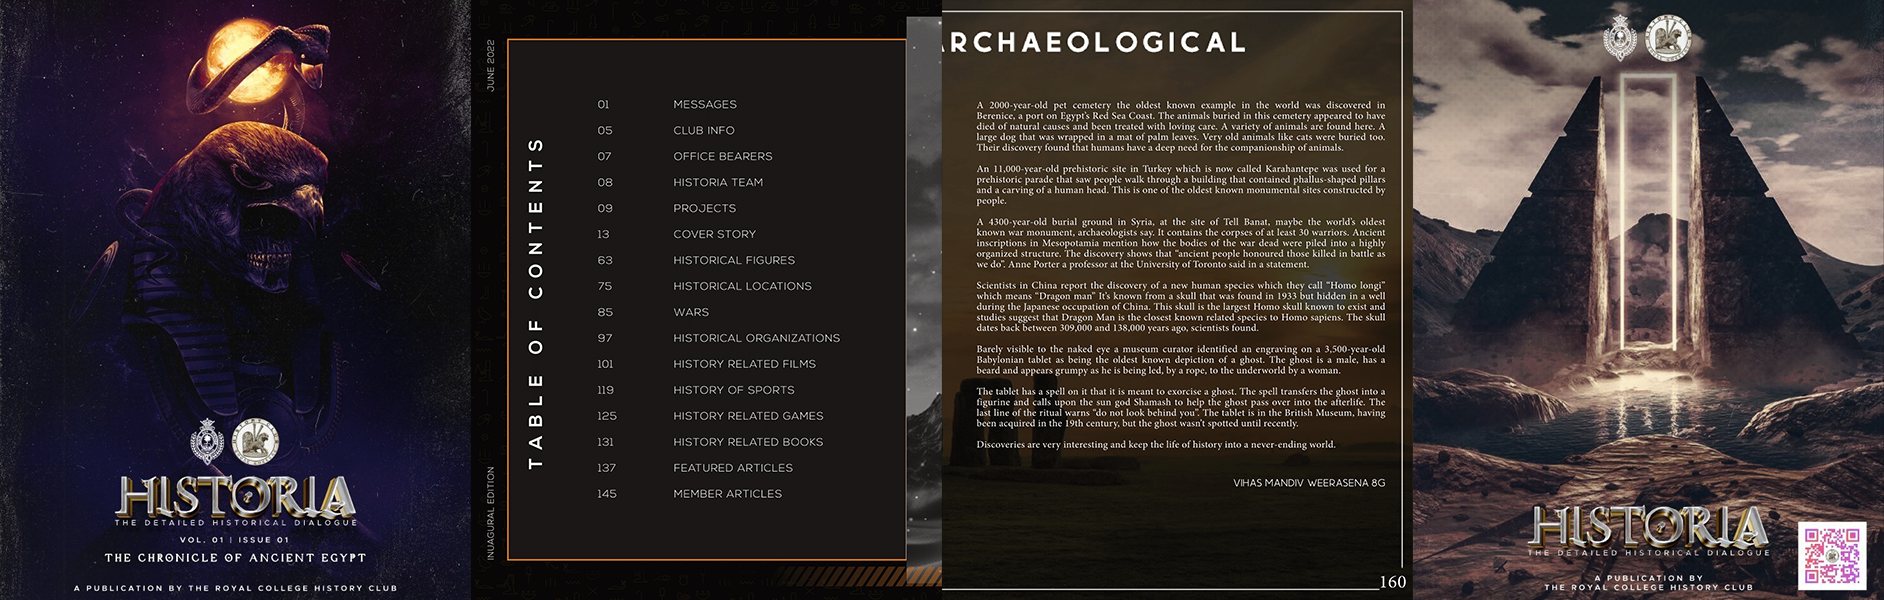 HISTORIA
THE DETAILED HISTORICAL DIALOGUE
VOL. 01 | ISSUE 01
THE CHRONICLE OF ANCIENT EGYPT
A PUBLICATION BY THE ROYAL COLLEGE HISTORY CLUB
JUNE 2022
INUAGURAL EDITION
TABLE OF CONTENTS
01 MESSAGES
05 CLUB INFO
07 OFFICE BEARERS
08 HISTORIA TEAM
09 PROJECTS
13 COVER STORY
63 HISTORICAL FIGURES
75 HISTORICAL LOCATIONS
85 WARS
97 HISTORICAL ORGANIZATIONS
101 HISTORY RELATED FILMS
119 HISTORY OF SPORTS
125 HISTORY RELATED GAMES
131 HISTORY RELATED BOOKS
137 FEATURED ARTICLES
145 MEMBER ARTICLES
ARCHAEOLOGICAL
A 2000-year-old pet cemetery the oldest known example in the world was discovered in
Berenice, a port on Egypt's Red Sea Coast. The animals buried in this cemetery appeared to have
died of natural causes and been treated with loving care. A variety of animals are found here. A
large dog that was wrapped in a mat of palm leaves. Very old animals like cats were buried too.
Their discovery found that humans have a deep need for the companionship of animals.
An 11,000-year-old prehistoric site in Turkey which is now called Karahantepe was used for a
prehistoric parade that saw people walk through a building that contained phallus-shaped pillars
and a carving of a human head. This is one of the oldest known monumental sites constructed by
people.
A 4300-year-old burial ground in Syria, at the site of Tell Banat, maybe the world's oldest
known war monument, archaeologists say. It contains the corpses of at least 30 warriors. Ancient
inscriptions in Mesopotamia mention how the bodies of the war dead were piled into a highly
organized structure. The discovery shows that "ancient people honoured those killed in battle as
we do". Anne Porter a professor at the University of Toronto said in a statement.
Scientists in China report the discovery of a new human species which they call "Homo longi"
which means "Dragon man" It's known from a skull that was found in 1933 but hidden in a well
during the Japanese occupation of China. This skull is the largest Homo skull known to exist and
studies suggest that Dragon Man is the closest known related species to Homo sapiens. The skull
dates back between 309,000 and 138,000 years ago, scientists found.
Barely visible to the naked eye a museum curator identified an engraving on a 3,500-year-old
Babylonian tablet as being the oldest known depiction of a ghost. The ghost is a male, has a
beard and appears grumpy as he is being led, by a rope, to the underworld by a woman.
The tablet has a spell on it that it is meant to exorcise a ghost. The spell transfers the ghost into a
figurine and calls upon the sun god Shamash to help the ghost pass over into the afterlife. The
last line of the ritual warns "do not look behind you". The tablet is in the British Museum, having
been acquired in the 19th century, but the ghost wasn't spotted until recently.
Discoveries are very interesting and keep the life of history into a never-ending world.
VIHAS MANDIV WEERASENA 8G
160
HISTORIA
THE DETAILED HISTORICAL DIALOGUE
A PUBLICATION BY
THE ROYAL COLLEGE HISTORY CLUB